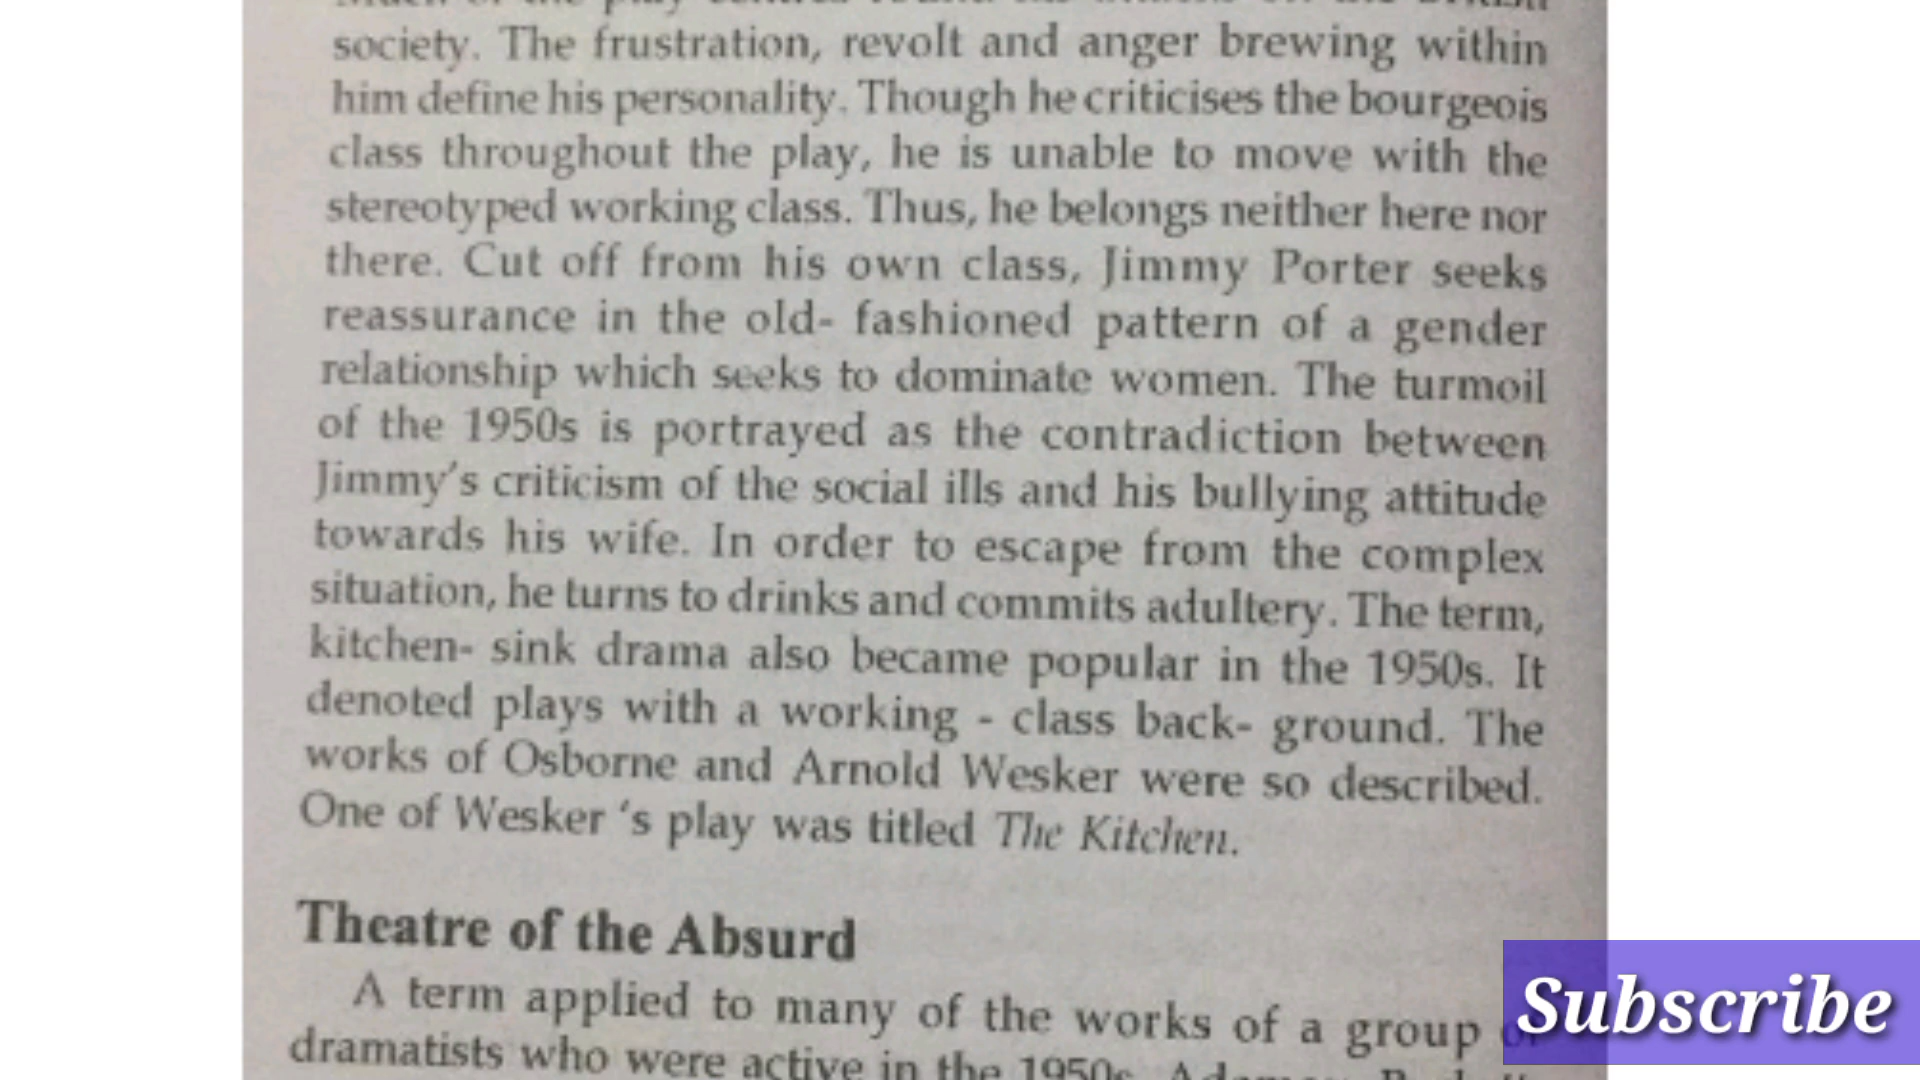 society. The frustration, revolt and anger brewing within
him define his personality. Though he criticises the bourgeois
class throughout the play, he is unable to move with the
stereotyped working class. Thus, he belongs neither here nor
there. Cut off from his own class, Jimmy Porter seeks
reassurance in the old- fashioned pattern of a gender
relationship which seeks to dominate women. The turmoil
of the 1950s is portrayed as the contradiction between
Jimmy's criticism of the social ills and his bullying attitude
towards his wife. In order to escape from the complex
situation, he turns to drinks and commits adultery. The term,
kitchen- sink drama also became popular in the 1950s. It
denoted plays with a working - class back- ground. The
works of Osborne and Arnold Wesker were so described.
One of Wesker 's play was titled The Kitchen.
Theatre of the Absurd
A term applied to many of the works of a group of
dramatists who were active in the 1950s
Subscribe